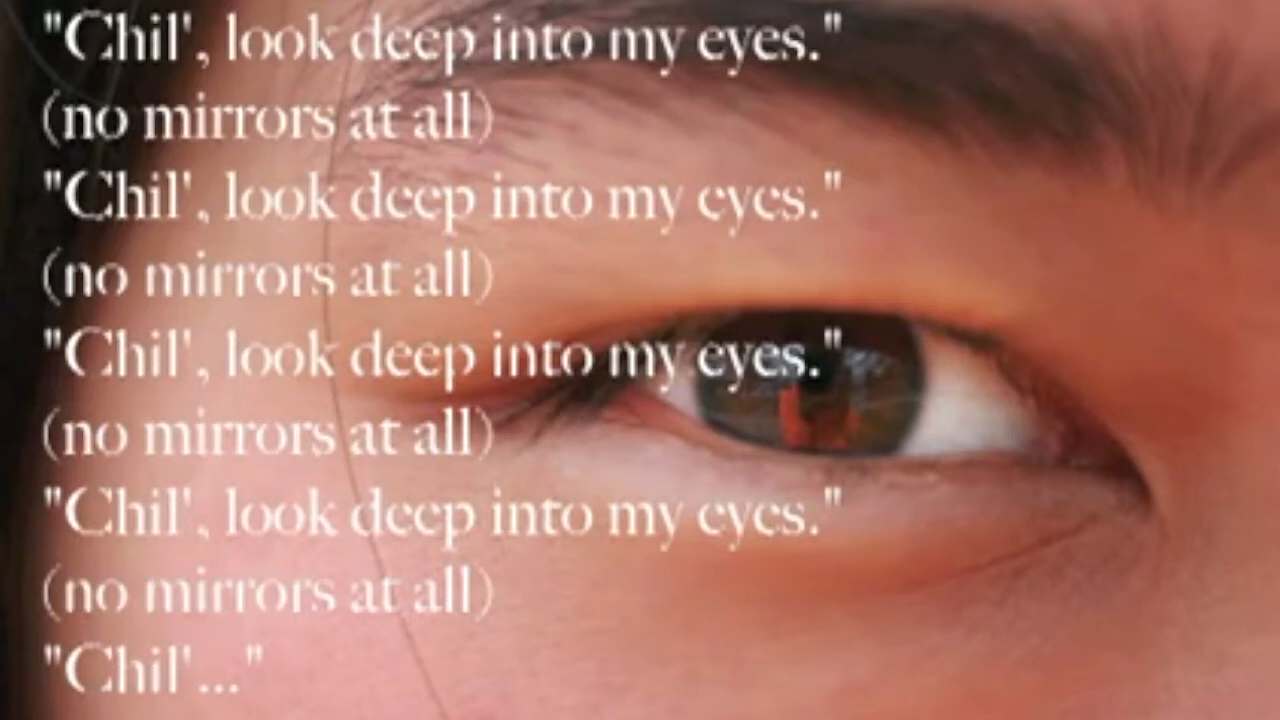 "Chil', look deep into my eyes."
(no mirrors at all)
"Chil', look deep into my eyes."
(no mirrors at all)
"Chil', look deep into my eyes."
(no mirrors at all)
"Chil', look deep into my eyes."
(no mirrors at all)
"Chil'..."